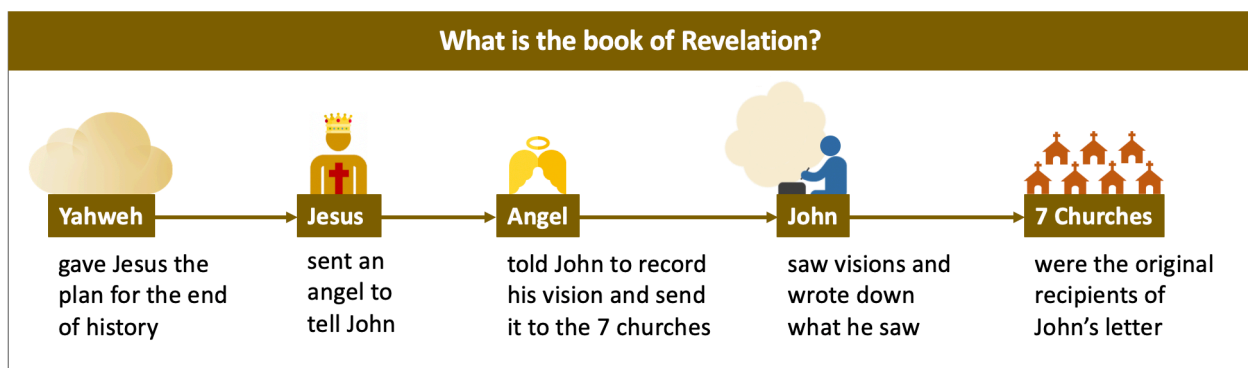 What is the book of Revelation?
Yahweh
gave Jesus the
plan for the end
of history
Jesus
sent an
angel to
tell John
Angel
told John to record
his vision and send
it to the 7 churches
John
saw visions and
wrote down
what he saw
7 Churches
were the original
recipients of
John’s letter